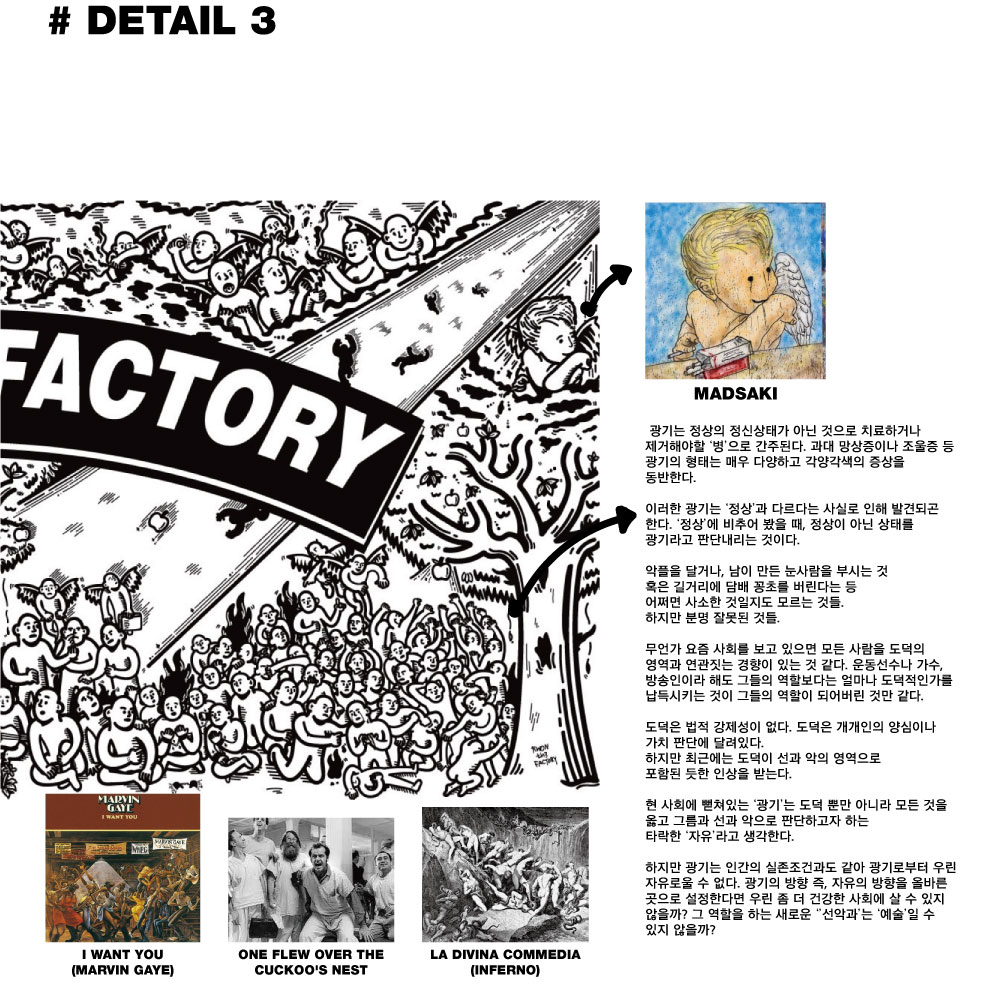 # DETAIL 3
FACTORY
MADSAKI
광기는 정상의 정신상태가 아닌 것으로 치료하거나
제거해야할 '병'으로 간주된다. 과대 망상증이나 조울증 등
광기의 형태는 매우 다양하고 각양각색의 증상을
동반한다.
이러한 광기는 '정상'과 다르다는 사실로 인해 발견되곤
한다. '정상'에 비추어 봤을 때, 정상이 아닌 상태를
광기라고 판단내리는 것이다.
악플을 달거나, 남이 만든 눈사람을 부시는 것
혹은 길거리에 담배 꽁초를 버린다는 등
어쩌면 사소한 것일지도 모르는 것들.
하지만 분명 잘못된 것들.
무언가 요즘 사회를 보고 있으면 모든 사람을 도덕의
영역과 연관짓는 경향이 있는 것 같다. 운동선수나 가수,
방송인이라 해도 그들의 역할보다는 얼마나 도덕적인가를
납득시키는 것이 그들의 역할이 되어버린 것만 같다.
도덕은 법적 강제성이 없다. 도덕은 개개인의 양심이나
가치 판단에 달려있다.
하지만 최근에는 도덕이 선과 악의 영역으로
포함된 듯한 인상을 받는다.
현 사회에 뻗쳐있는 '광기'는 도덕 뿐만 아니라 모든 것을
옳고 그름과 선과 악으로 판단하고자 하는
타락한 '자유'라고 생각한다.
하지만 광기는 인간의 실존조건과도 같아 광기로부터 우린
자유로울 수 없다. 광기의 방향 즉, 자유의 방향을 올바른
곳으로 설정한다면 우린 좀 더 건강한 사회에 살 수 있지
않을까? 그 역할을 하는 새로운 ''선악과'는 '예술'일 수
있지 않을까?
FACTORY
MARVIN
GAYE
I WANT YOU
MARVIN GAYE
I WANT YOU
(MARVIN GAYE)
ONE FLEW OVER THE
CUCKOO'S NEST
LA DIVINA COMMEDIA
(INFERNO)